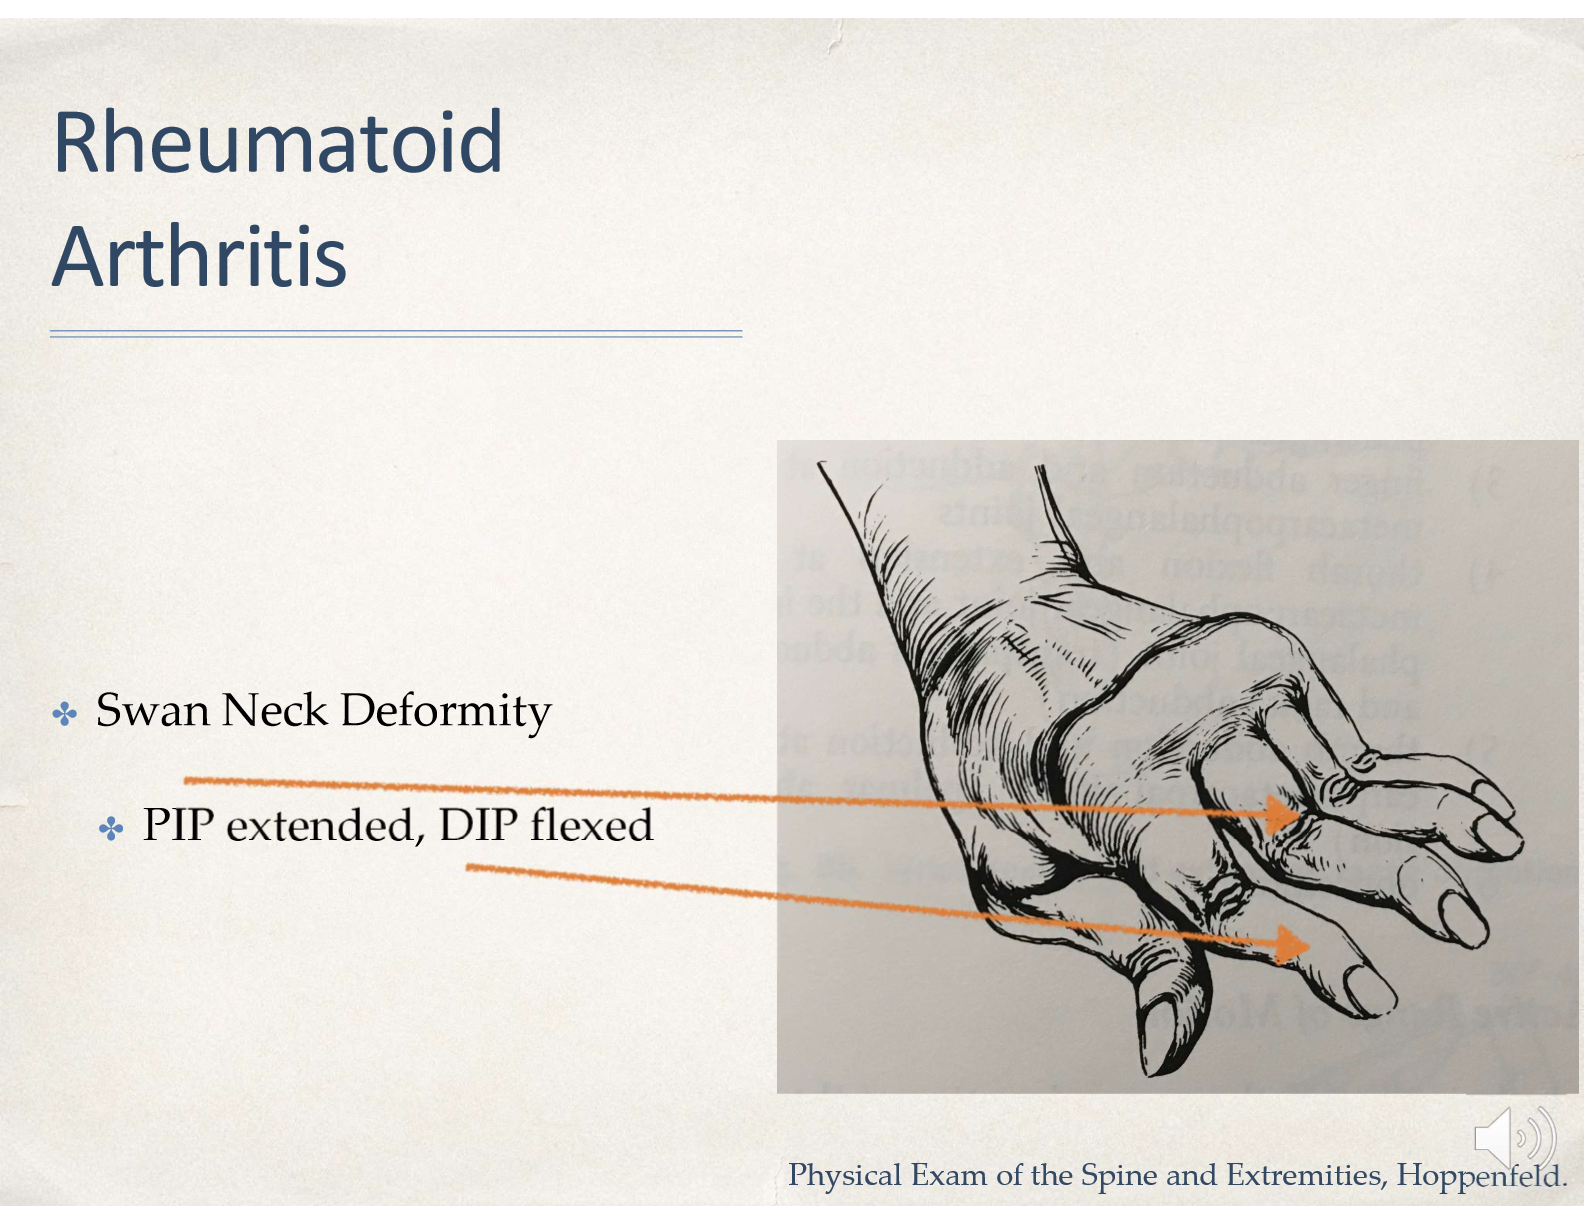 Rheumatoid
Arthritis
Swan Neck Deformity
PIP extended, DIP flexed
Physical Exam of the Spine and Extremities, Hoppenfeld.